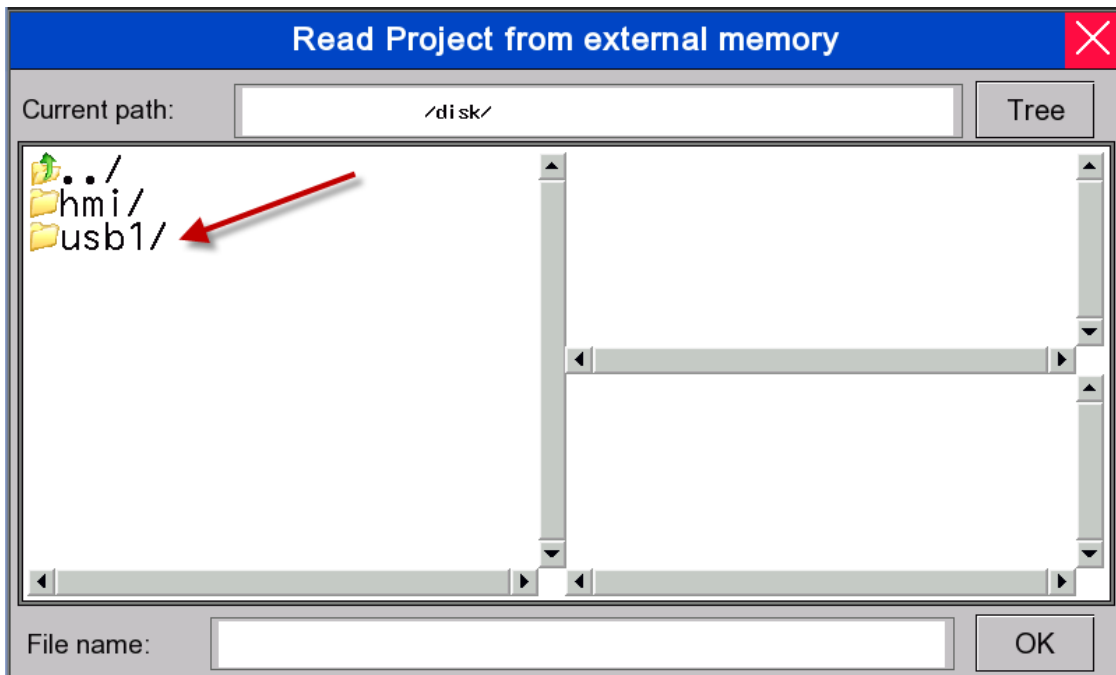 Read Project from external memory
Current path: /disk/ Tree
../
hmi/
usb1/
File name: OK